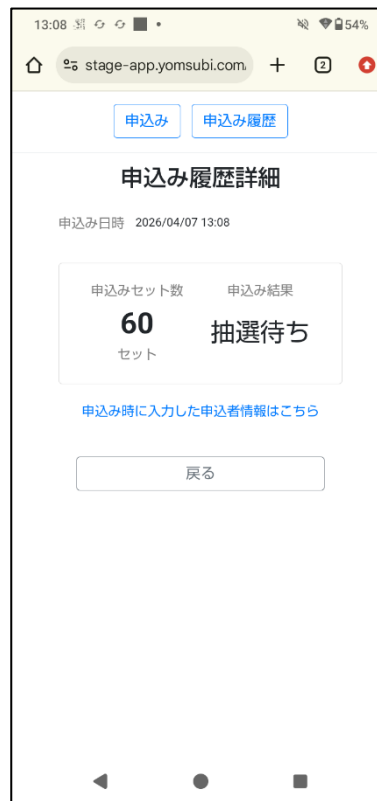 13:08
54%
stage-app.yomsubi.com
2
申込み 申込み履歴
申込み履歴詳細
申込み日時 2026/04/07 13:08
申込みセット数 申込み結果
60 抽選待ち
セット
申込み時に入力した申込者情報はこちら
戻る